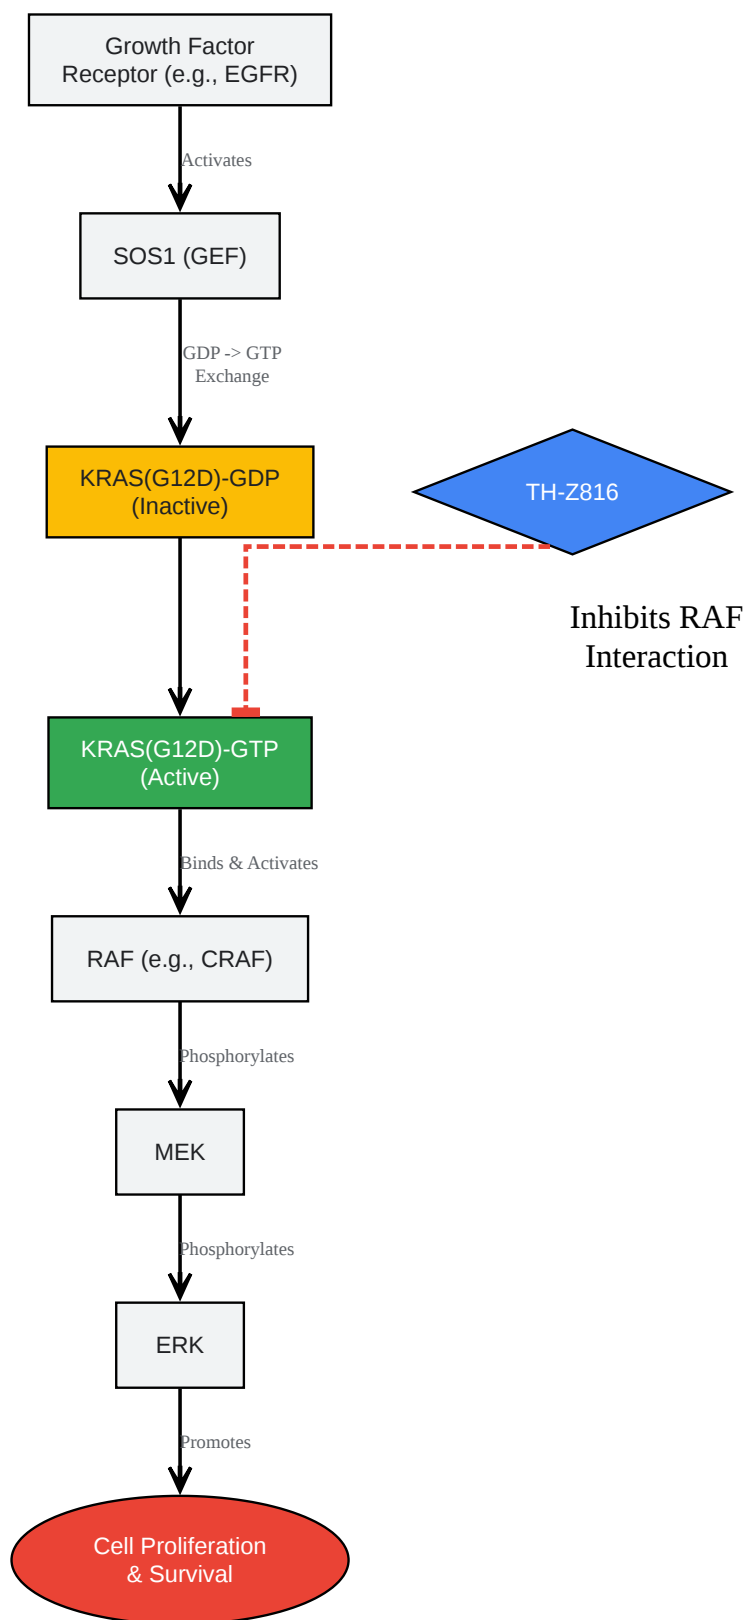 Growth Factor
Receptor (e.g., EGFR)
Activates
SOS1 (GEF)
GDP -> GTP
Exchange
KRAS(G12D)-GDP
(Inactive)
TH-Z816
Inhibits RAF
Interaction
KRAS(G12D)-GTP
(Active)
Binds & Activates
RAF (e.g., CRAF)
Phosphorylates
MEK
Phosphorylates
ERK
Promotes
Cell Proliferation
& Survival